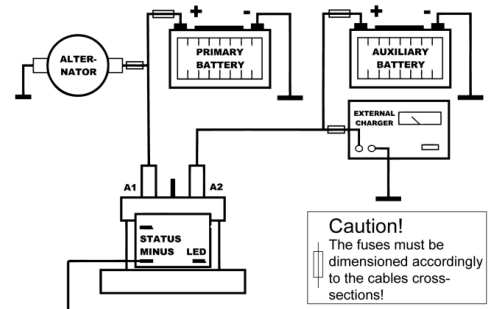 + -
+ -
ALTER-
NATOR
PRIMARY
BATTERY
AUXILIARY
BATTERY
EXTERNAL
CHARGER
A1
A2
STATUS
MINUS LED
Caution!
The fuses must be
dimensioned accordingly
to the cables cross-
sections!